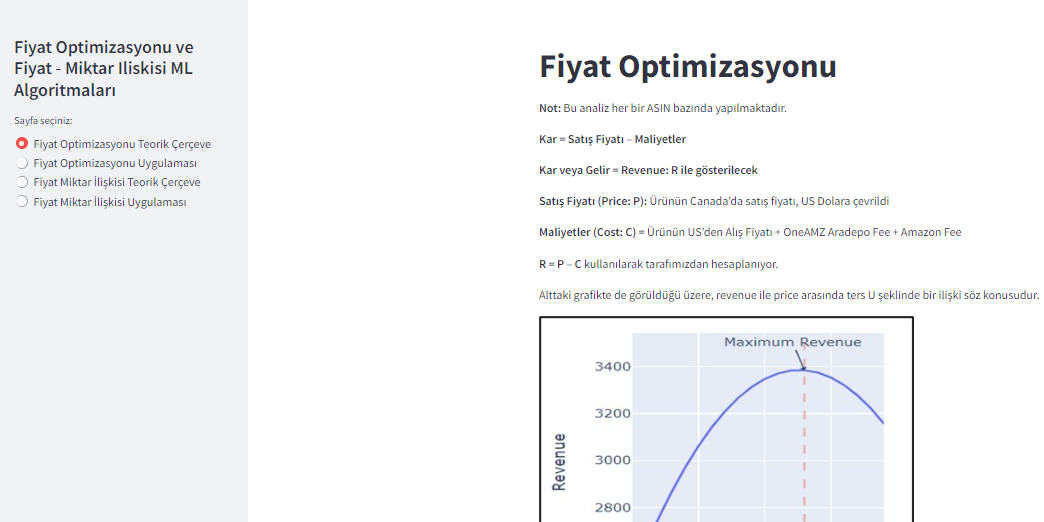 Fiyat Optimizasyonu ve
Fiyat - Miktar Iliskisi ML
Algoritmaları
Sayfa seçiniz:
Fiyat Optimizasyonu Teorik Çerçeve
Fiyat Optimizasyonu Uygulaması
Fiyat Miktar İlişkisi Teorik Çerçeve
Fiyat Miktar İlişkisi Uygulaması
Fiyat Optimizasyonu
Not: Bu analiz her bir ASIN bazında yapılmaktadır.
Kar = Satış Fiyatı – Maliyetler
Kar veya Gelir = Revenue: R ile gösterilecek
Satış Fiyatı (Price: P): Ürünün Canada'da satış fiyatı, US Dolara çevrildi
Maliyetler (Cost: C) = Ürünün US'den Alış Fiyatı + OneAMZ Aradepo Fee + Amazon Fee
R = P – C kullanılarak tarafımızdan hesaplanıyor.
Alttaki grafikte de görüldüğü üzere, revenue ile price arasında ters U şeklinde bir ilişki söz konusudur.
Maximum Revenue
3400
3200
3000
2800
Revenue